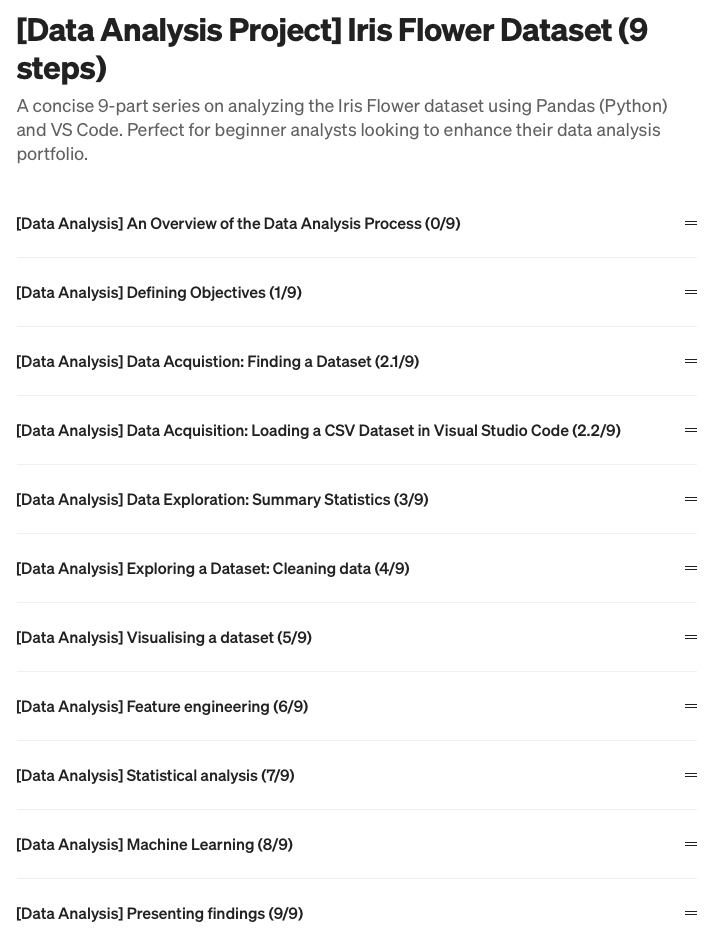 [Data Analysis Project] Iris Flower Dataset (9
steps)
A concise 9-part series on analyzing the Iris Flower dataset using Pandas (Python)
and VS Code. Perfect for beginner analysts looking to enhance their data analysis
portfolio.
[Data Analysis] An Overview of the Data Analysis Process (0/9)
[Data Analysis] Defining Objectives (1/9)
[Data Analysis] Data Acquistion: Finding a Dataset (2.1/9)
[Data Analysis] Data Acquisition: Loading a CSV Dataset in Visual Studio Code (2.2/9)
[Data Analysis] Data Exploration: Summary Statistics (3/9)
[Data Analysis] Exploring a Dataset: Cleaning data (4/9)
[Data Analysis] Visualising a dataset (5/9)
[Data Analysis] Feature engineering (6/9)
[Data Analysis] Statistical analysis (7/9)
[Data Analysis] Machine Learning (8/9)
[Data Analysis] Presenting findings (9/9)